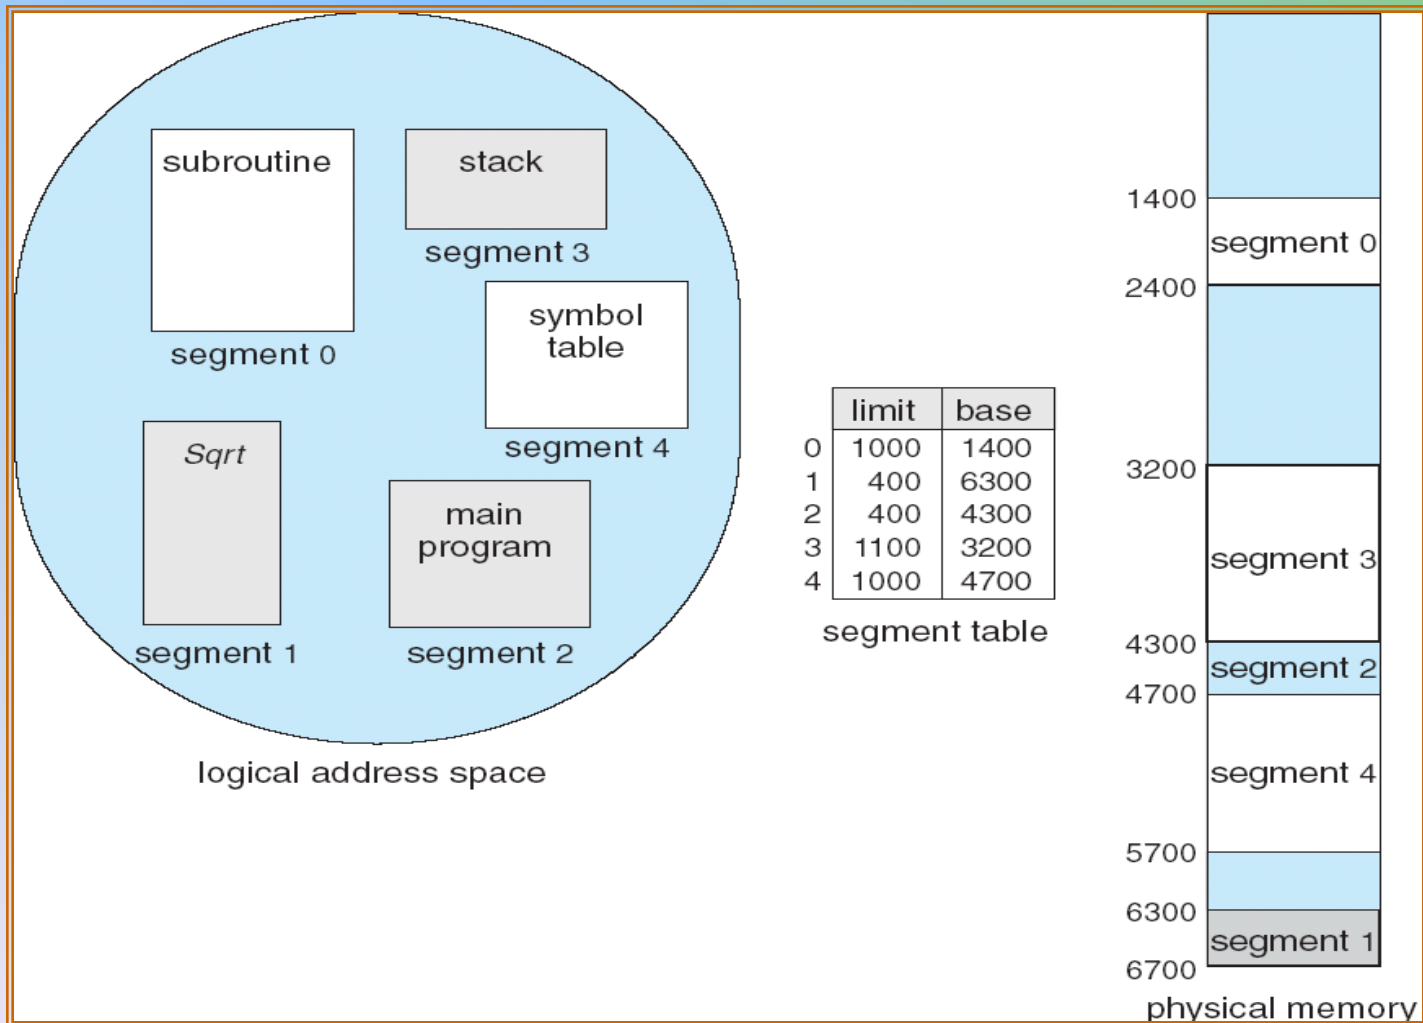 subroutine
segment 0
stack
segment 3
symbol
table
segment 4
Sqrt
segment 1
main
program
segment 2
logical address space
limit base
0 1000 1400
1 400 6300
2 400 4300
3 1100 3200
4 1000 4700
segment table
1400
segment 0
2400
3200
segment 3
4300
segment 2
4700
segment 4
5700
6300
segment 1
6700
physical memory